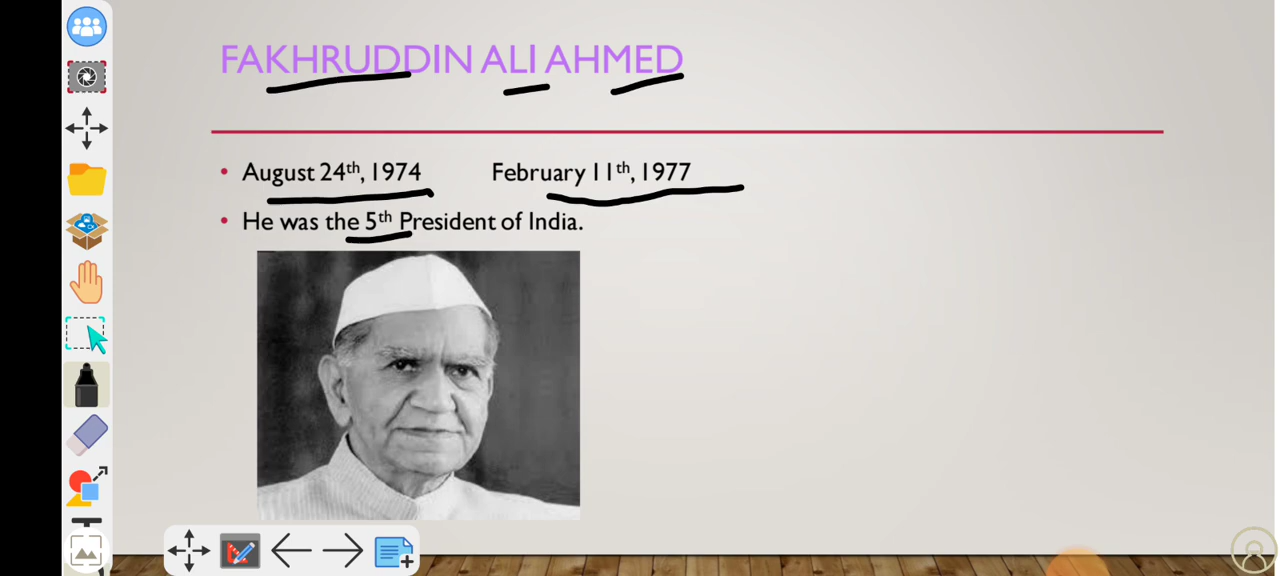 FAKHRUDDIN ALI AHMED
• August 24th, 1974 February 11th, 1977
• He was the 5th President of India.